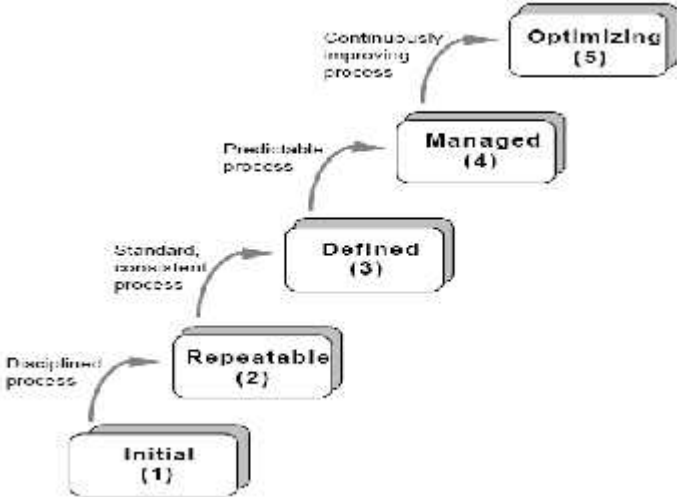 Continuously
improving
process
Optimizing
(5)
Predictable
process
Managed
(4)
Standard,
consistent
process
Defined
(3)
Disciplined
process
Repeatable
(2)
Initial
(1)